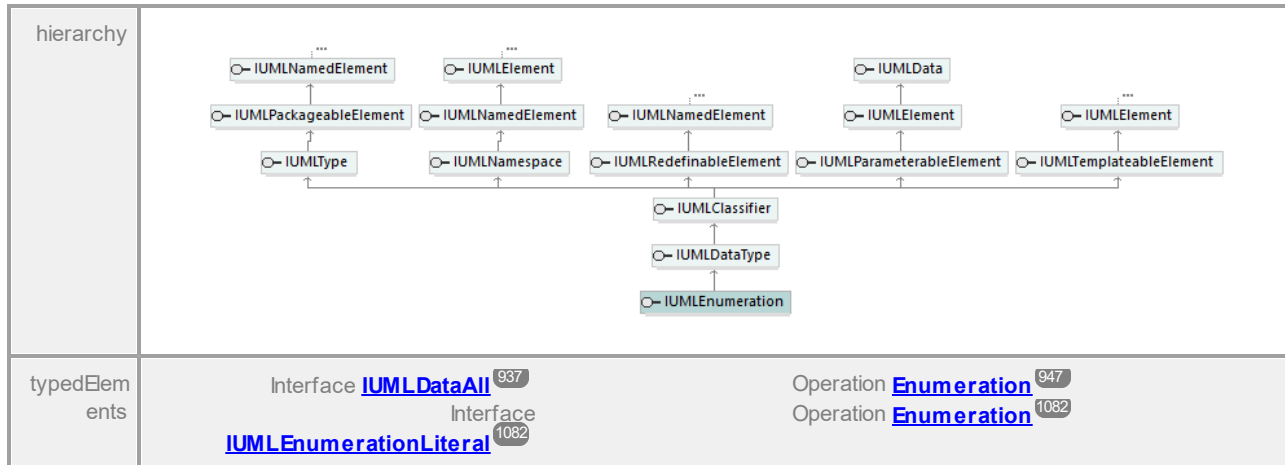 hierarchy
... ... ... ...
IUMLNamedElement IUMLElement IUMLData
IUMLPackageableElement IUMLNamedElement IUMLNamedElement IUMLElement IUMLElement
IUMLType IUMLNamespace IUMLRedefinableElement IUMLParameterableElement IUMLTemplateableElement
IUMLClassifier
IUMLDataType
IUMLEnumeration
typedElem
ents
Interface IUMLDataAll 937 Operation Enumeration 947
Interface Operation Enumeration 1082
IUMLEnumerationLiteral 1082